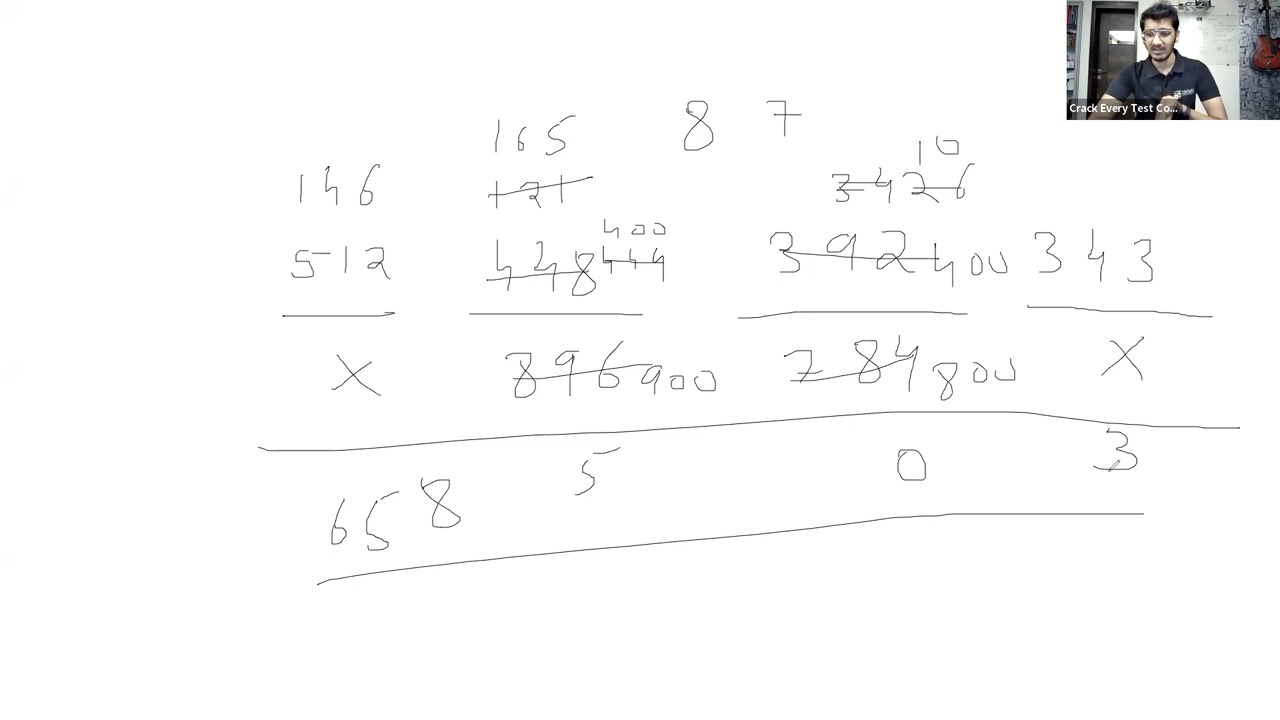 Crack Every Test Co...
8 7
165 10
146 121 3426
400
512 448 444 392 400 343
X 896 900 784 800 X
658 5 0 3